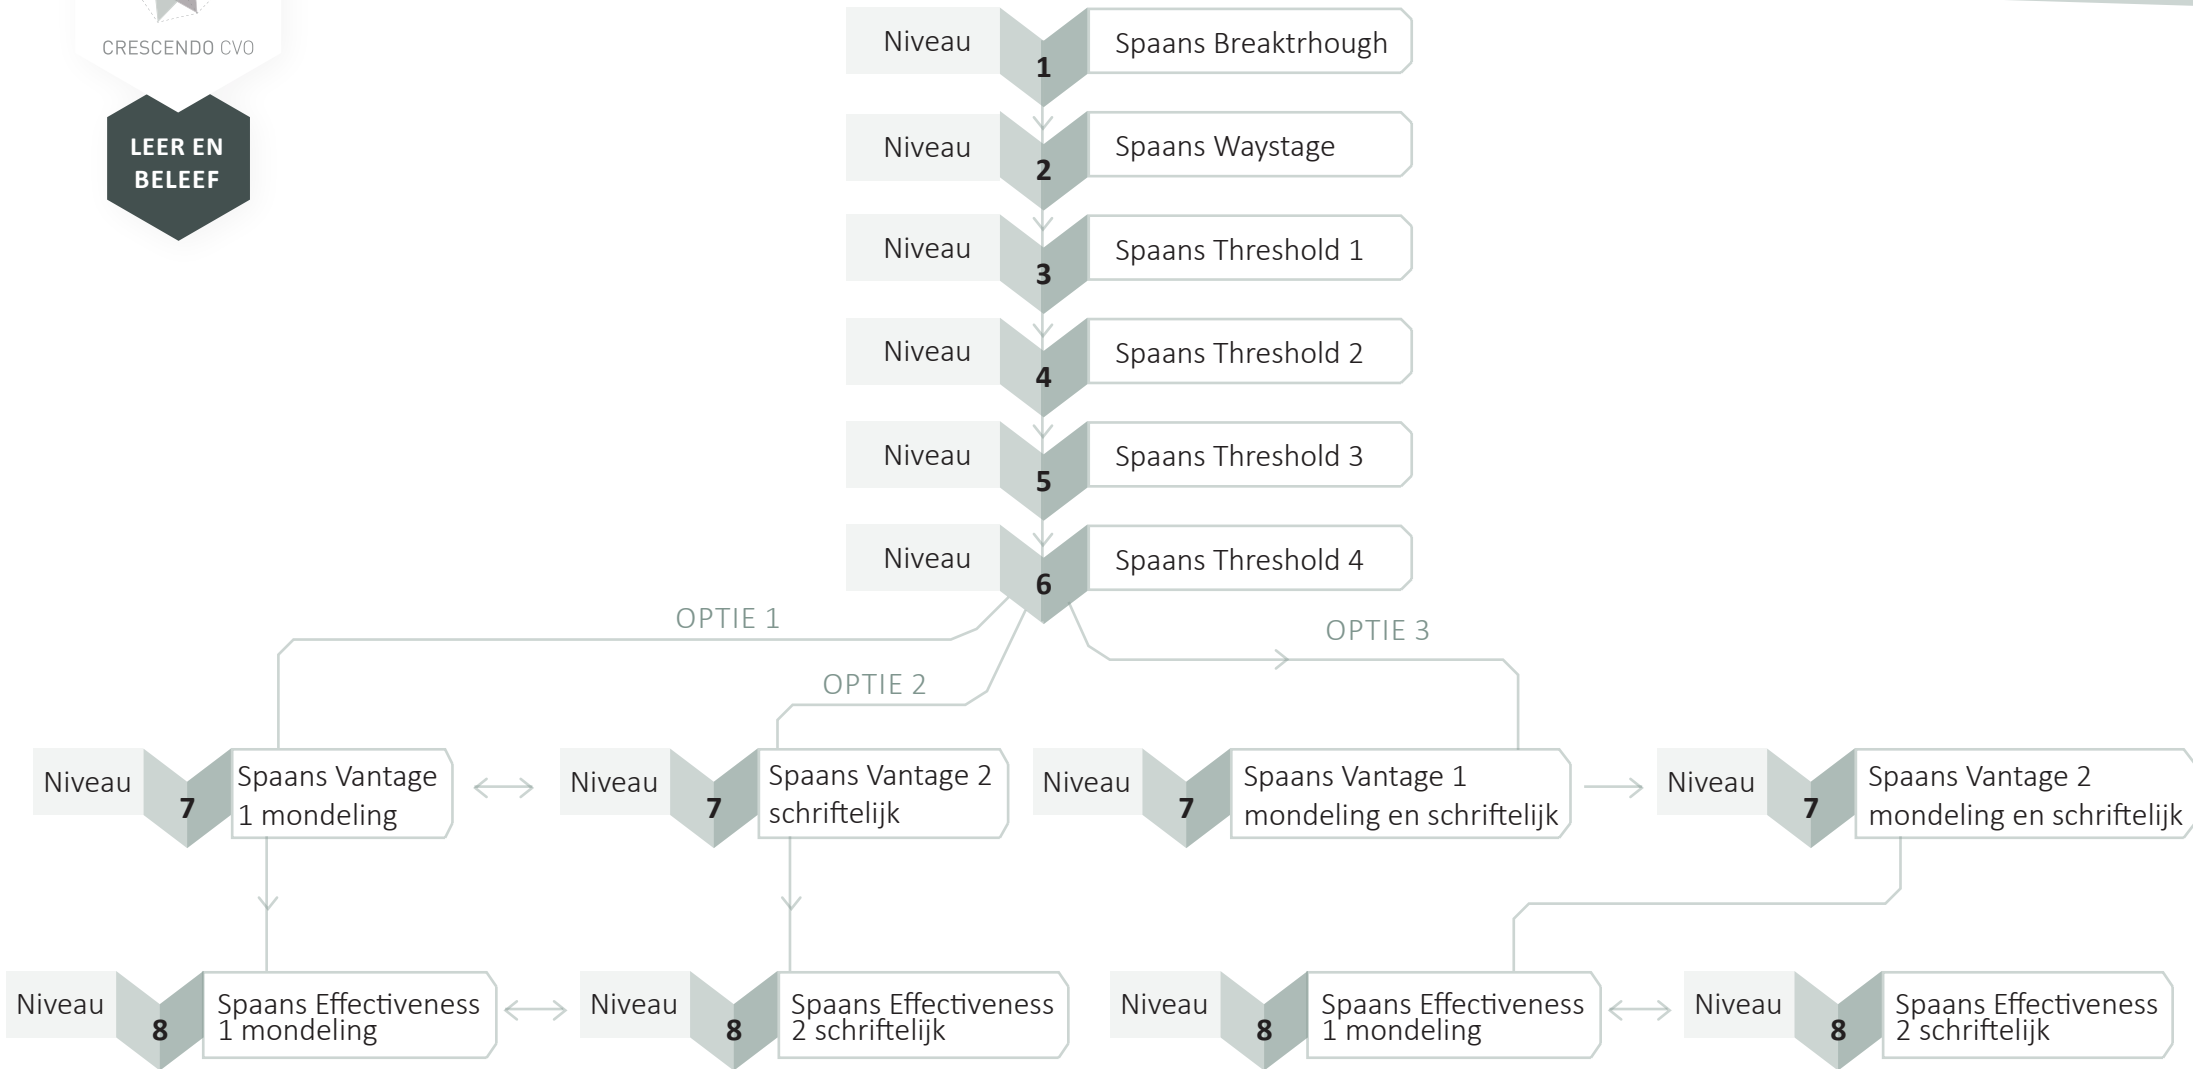 CRESCENDO CVO
LEER EN
BELEEF
Niveau 1 Spaans Breaktrhough
Niveau 2 Spaans Waystage
Niveau 3 Spaans Threshold 1
Niveau 4 Spaans Threshold 2
Niveau 5 Spaans Threshold 3
Niveau 6 Spaans Threshold 4
OPTIE 1
OPTIE 2
OPTIE 3
Niveau 7 Spaans Vantage
1 mondeling
Niveau 7 Spaans Vantage 2
schriftelijk
Niveau 7 Spaans Vantage 1
mondeling en schriftelijk
Niveau 7 Spaans Vantage 2
mondeling en schriftelijk
Niveau 8 Spaans Effectiveness
1 mondeling
Niveau 8 Spaans Effectiveness
2 schriftelijk
Niveau 8 Spaans Effectiveness
1 mondeling
Niveau 8 Spaans Effectiveness
2 schriftelijk